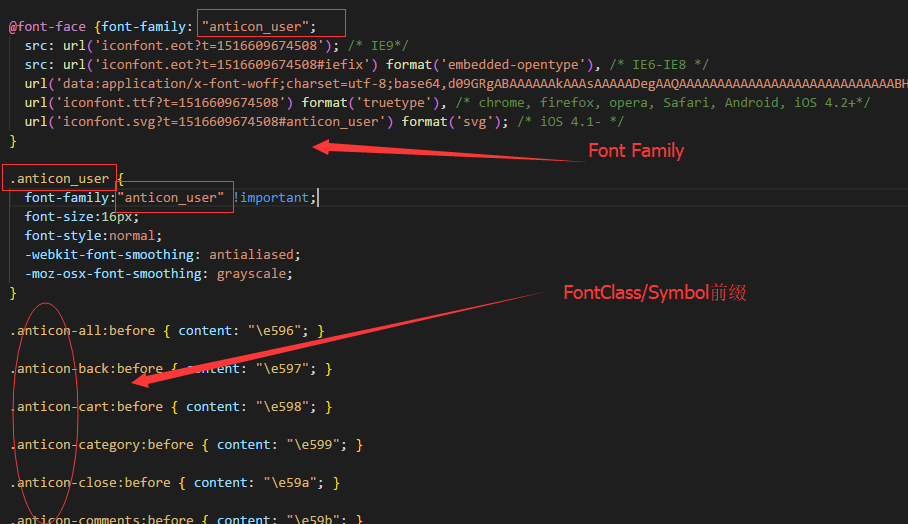 @font-face {font-family: "anticon_user";
src: url('iconfont.eot?t=1516609674508'); /* IE9*/
src: url('iconfont.eot?t=1516609674508#iefix') format('embedded-opentype'), /* IE6-IE8 */
url('data:application/x-font-woff;charset=utf-8;base64,d09GRgABAAAAAAkAAAsAAAAADegAAQAAAAAAAAAAAAAAAAAAAAAAAAAAAAAAAABH
url('iconfont.ttf?t=1516609674508') format('truetype'), /* chrome, firefox, opera, Safari, Android, iOS 4.2+*/
url('iconfont.svg?t=1516609674508#anticon_user') format('svg'); /* iOS 4.1- */
}
Font Family
.anticon_user {
font-family:"anticon_user" !important;
font-size:16px;
font-style:normal;
-webkit-font-smoothing: antialiased;
-moz-osx-font-smoothing: grayscale;
}
FontClass/Symbol前缀
.anticon-all:before { content: "\e596"; }
.anticon-back:before { content: "\e597"; }
.anticon-cart:before { content: "\e598"; }
.anticon-category:before { content: "\e599"; }
.anticon-close:before { content: "\e59a"; }
.anticon-comments:before { content: "\e59b"; }